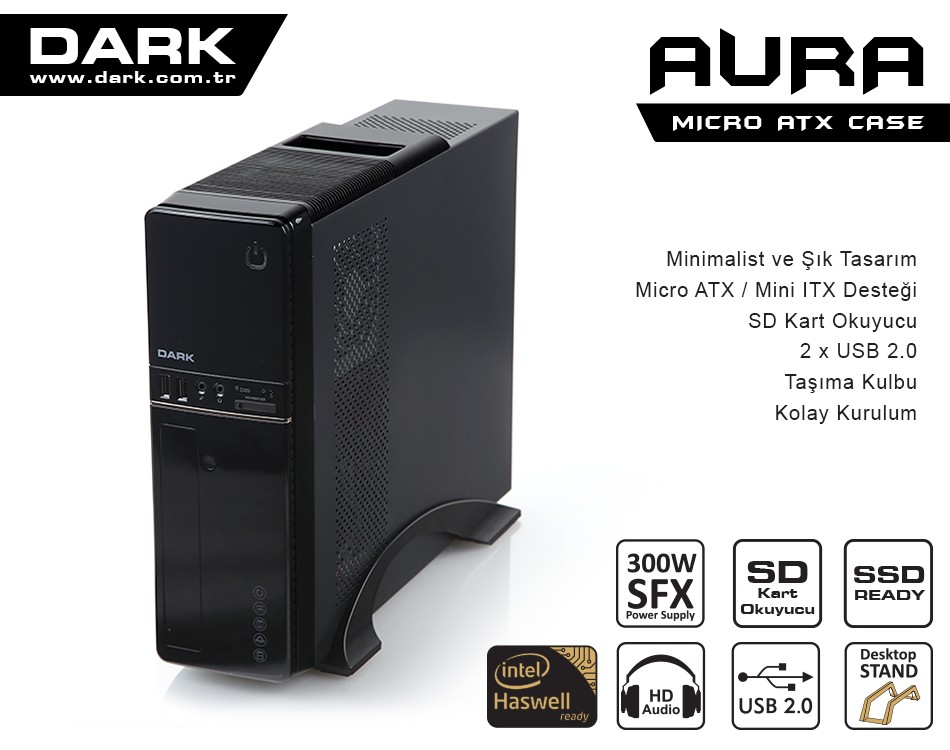 DARK
www.dark.com.tr
AURA
MICRO ATX CASE
Minimalist ve Şık Tasarım
Micro ATX / Mini ITX Desteği
SD Kart Okuyucu
2 x USB 2.0
Taşıma Kulbu
Kolay Kurulum
DARK
300W
SFX
Power Supply
SD
Kart
Okuyucu
SSD
READY
intel
Haswell
ready
HD
Audio
USB 2.0
Desktop
STAND